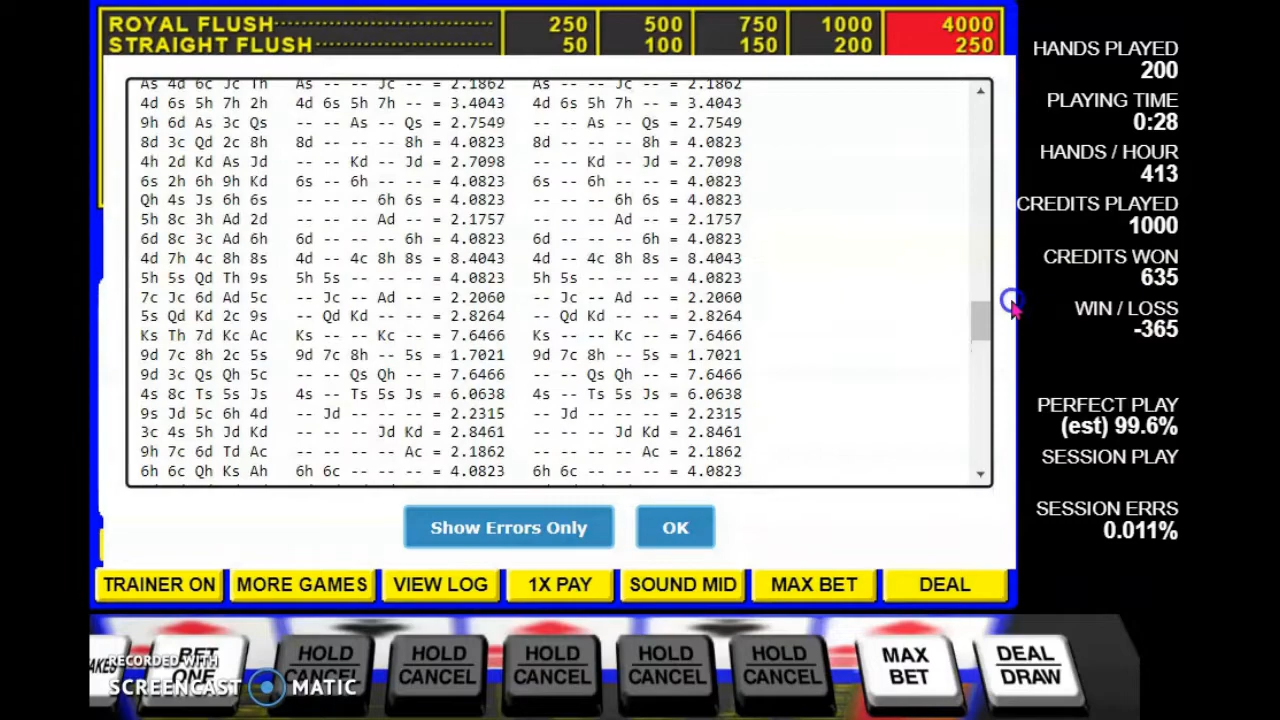 ROYAL FLUSH 250 500 750 1000 4000
STRAIGHT FLUSH 50 100 150 200 250
As 4d 6c Jc Th As -- -- Jc -- = 2.1862 As -- -- Jc -- = 2.1862
4d 6s 5h 7h 2h 4d 6s 5h 7h -- = 3.4043 4d 6s 5h 7h -- = 3.4043
9h 6d As 3c Qs -- -- As -- Qs = 2.7549 -- -- As -- Qs = 2.7549
8d 3c Qd 2c 8h 8d -- -- -- 8h = 4.0823 8d -- -- -- 8h = 4.0823
4h 2d Kd As Jd -- -- Kd -- Jd = 2.7098 -- -- Kd -- Jd = 2.7098
6s 2h 6h 9h Kd 6s -- 6h -- -- = 4.0823 6s -- 6h -- -- = 4.0823
Qh 4s Js 6h 6s -- -- -- 6h 6s = 4.0823 -- -- -- 6h 6s = 4.0823
5h 8c 3h Ad 2d -- -- -- Ad -- = 2.1757 -- -- -- Ad -- = 2.1757
6d 8c 3c Ad 6h 6d -- -- -- 6h = 4.0823 6d -- -- -- 6h = 4.0823
4d 7h 4c 8h 8s 4d -- 4c 8h 8s = 8.4043 4d -- 4c 8h 8s = 8.4043
5h 5s Qd Th 9s 5h 5s -- -- -- = 4.0823 5h 5s -- -- -- = 4.0823
7c Jc 6d Ad 5c -- Jc -- Ad -- = 2.2060 -- Jc -- Ad -- = 2.2060
5s Qd Kd 2c 9s -- Qd Kd -- -- = 2.8264 -- Qd Kd -- -- = 2.8264
Ks Th 7d Kc Ac Ks -- -- Kc -- = 7.6466 Ks -- -- Kc -- = 7.6466
9d 7c 8h 2c 5s 9d 7c 8h -- 5s = 1.7021 9d 7c 8h -- 5s = 1.7021
9d 3c Qs Qh 5c -- -- Qs Qh -- = 7.6466 -- -- Qs Qh -- = 7.6466
4s 8c Ts 5s Js 4s -- Ts 5s Js = 6.0638 4s -- Ts 5s Js = 6.0638
9s Jd 5c 6h 4d -- Jd -- -- -- = 2.2315 -- Jd -- -- -- = 2.2315
3c 4s 5h Jd Kd -- -- -- Jd Kd = 2.8461 -- -- -- Jd Kd = 2.8461
9h 7c 6d Td Ac -- -- -- -- Ac = 2.1862 -- -- -- -- Ac = 2.1862
6h 6c Qh Ks Ah 6h 6c -- -- -- = 4.0823 6h 6c -- -- -- = 4.0823
Show Errors Only OK
TRAINER ON MORE GAMES VIEW LOG 1X PAY SOUND MID MAX BET DEAL
BET ONE
HOLD CANCEL
HOLD CANCEL
HOLD CANCEL
HOLD CANCEL
HOLD CANCEL
MAX BET
DEAL DRAW
RECORDED WITH
SCREENCAST MATIC
HANDS PLAYED
200
PLAYING TIME
0:28
HANDS / HOUR
413
CREDITS PLAYED
1000
CREDITS WON
635
WIN / LOSS
-365
PERFECT PLAY
(est) 99.6%
SESSION PLAY
SESSION ERRS
0.011%